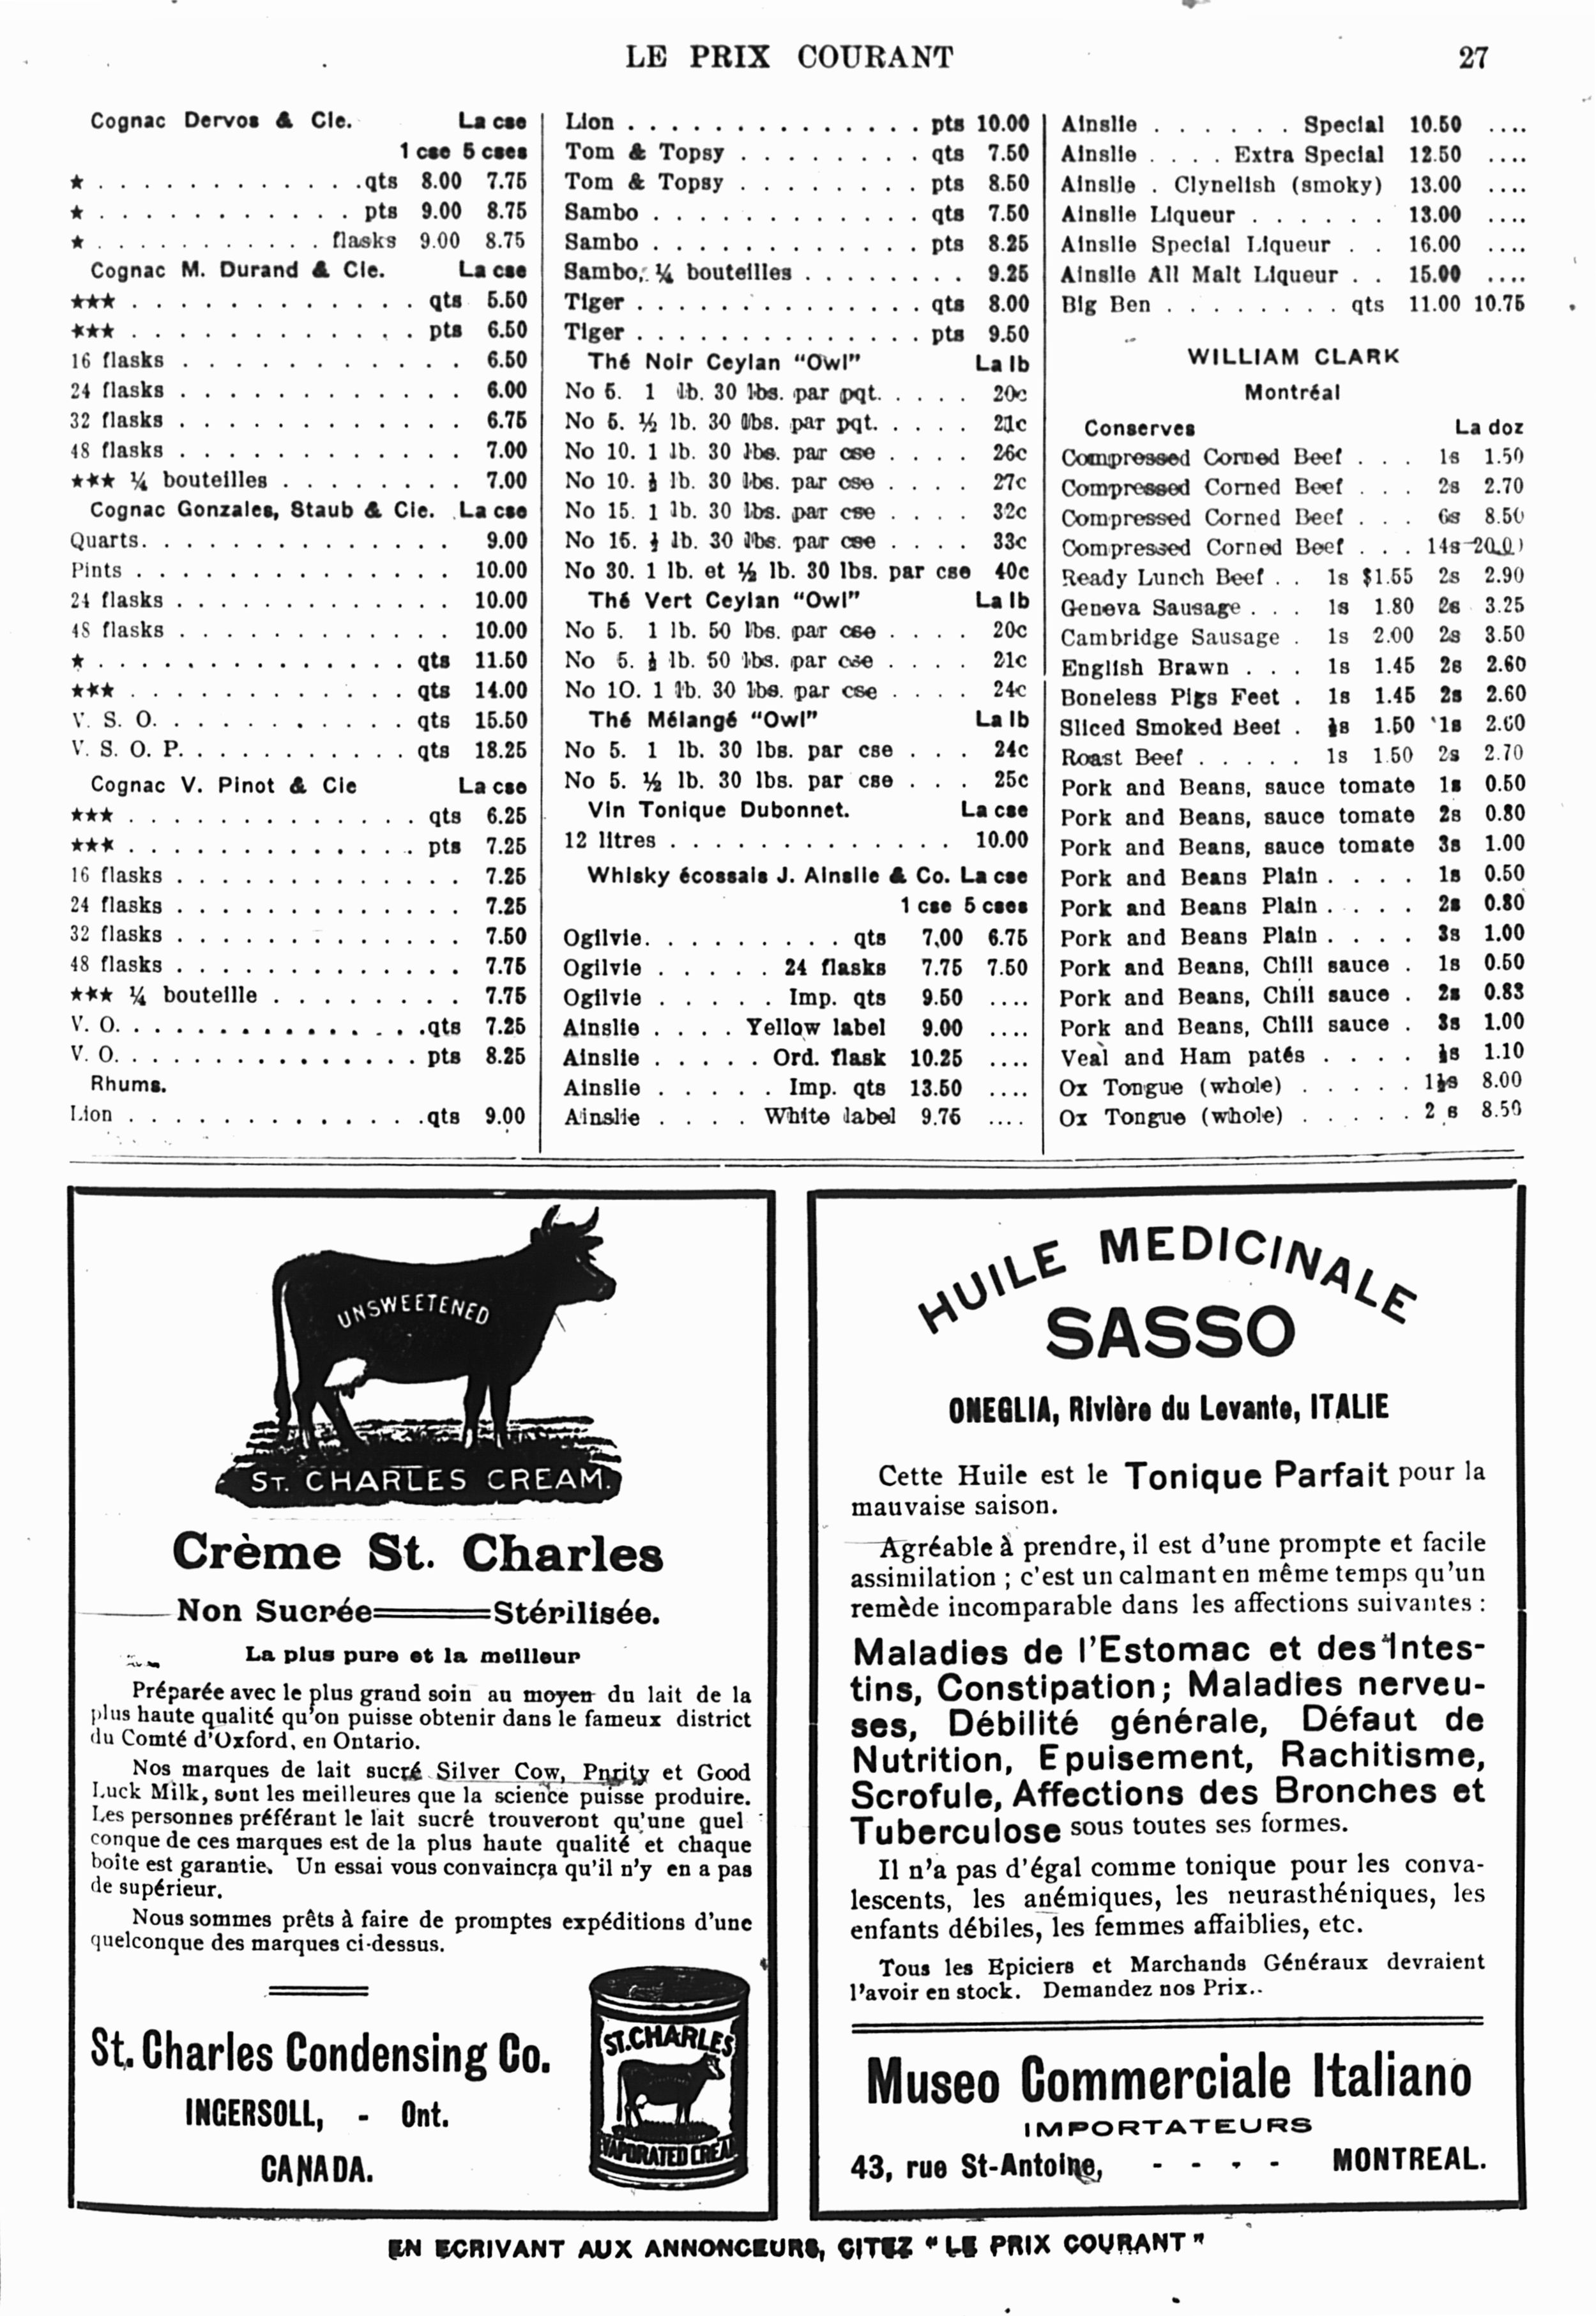 LE PRIX COURANT 27
Cognac Dervos & Cie. La cse
1 cse 5 cses
★ . . . . . . . . . . . . .qts 8.00 7.75
★ . . . . . . . . . . . . pts 9.00 8.75
★ . . . . . . . . . . . flasks 9.00 8.75
Cognac M. Durand & Cie. La cse
★★★ . . . . . . . . . . . . . qts 5.50
★★★ . . . . . . . . . . . . . pts 6.50
16 flasks . . . . . . . . . . . . 6.50
24 flasks . . . . . . . . . . . . 6.00
32 flasks . . . . . . . . . . . . 6.75
48 flasks . . . . . . . . . . . . 7.00
★★★ ¼ bouteilles . . . . . . . . 7.00
Cognac Gonzales, Staub & Cie. La cse
Quarts. . . . . . . . . . . . . . 9.00
Pints . . . . . . . . . . . . . . 10.00
24 flasks . . . . . . . . . . . . 10.00
48 flasks . . . . . . . . . . . . 10.00
★ . . . . . . . . . . . . . . qts 11.50
★★★ . . . . . . . . . . . . . qts 14.00
V. S. O. . . . . . . . . . . . qts 15.50
V. S. O. P. . . . . . . . . . . qts 18.25
Cognac V. Pinot & Cie La cse
★★★ . . . . . . . . . . . . . qts 6.25
★★★ . . . . . . . . . . . . . pts 7.25
16 flasks . . . . . . . . . . . . 7.25
24 flasks . . . . . . . . . . . . 7.25
32 flasks . . . . . . . . . . . . 7.50
48 flasks . . . . . . . . . . . . 7.75
★★★ ¼ bouteille . . . . . . . . 7.75
V. O. . . . . . . . . . . . . .qts 7.25
V. O. . . . . . . . . . . . . . pts 8.25
Rhums.
Lion . . . . . . . . . . . . . .qts 9.00
Lion . . . . . . . . . . . . . . pts 10.00
Tom & Topsy . . . . . . . . qts 7.50
Tom & Topsy . . . . . . . . pts 8.50
Sambo . . . . . . . . . . . . qts 7.50
Sambo . . . . . . . . . . . . pts 8.25
Sambo, ¼ bouteilles . . . . . . . . 9.25
Tiger . . . . . . . . . . . . . qts 8.00
Tiger . . . . . . . . . . . . . pts 9.50
Thé Noir Ceylan "Owl" La lb
No 5. 1 lb. 30 lbs. par pqt. . . . . 20c
No 5. ½ lb. 30 lbs. par pqt. . . . . 21c
No 10. 1 lb. 30 lbs. par cse . . . . 26c
No 10. ½ lb. 30 lbs. par cse . . . . 27c
No 15. 1 lb. 30 lbs. par cse . . . . 32c
No 15. ½ lb. 30 lbs. par cse . . . . 33c
No 30. 1 lb. et ½ lb. 30 lbs. par cse 40c
Thé Vert Ceylan "Owl" La lb
No 5. 1 lb. 50 lbs. par cse . . . . 20c
No 5. ½ lb. 50 lbs. par cse . . . . 21c
No 10. 1 lb. 30 lbs. par cse . . . . 24c
Thé Mélangé "Owl" La lb
No 5. 1 lb. 30 lbs. par cse . . . 24c
No 5. ½ lb. 30 lbs. par cse . . . 25c
Vin Tonique Dubonnet. La cse
12 litres . . . . . . . . . . . . . 10.00
Whisky écossais J. Ainslie & Co. La cse
1 cse 5 cses
Ogilvie. . . . . . . . . . qts 7,00 6.75
Ogilvie . . . . . 24 flasks 7.75 7.50
Ogilvie . . . . . Imp. qts 9.50 ....
Ainslie . . . . Yellow label 9.00 ....
Ainslie . . . . . Ord. flask 10.25 ....
Ainslie . . . . . Imp. qts 13.50 ....
Ainslie . . . . White label 9.75 ....
Ainslie . . . . . . Special 10.50 ....
Ainslie . . . . Extra Special 12.50 ....
Ainslie . Clynelish (smoky) 13.00 ....
Ainslie Liqueur . . . . . . 13.00 ....
Ainslie Special Liqueur . . 16.00 ....
Ainslie All Malt Liqueur . . 15.00 ....
Big Ben . . . . . . . . qts 11.00 10.75
WILLIAM CLARK
Montréal
Conserves La doz
Compressed Corned Beef . . . 1s 1.50
Compressed Corned Beef . . . 2s 2.70
Compressed Corned Beef . . . 6s 8.50
Compressed Corned Beef . . . 14s 20.00
Ready Lunch Beef . . 1s $1.55 2s 2.90
Geneva Sausage . . . 1s 1.80 2s 3.25
Cambridge Sausage . 1s 2.00 2s 3.50
English Brawn . . . 1s 1.45 2s 2.60
Boneless Pigs Feet . 1s 1.45 2s 2.60
Sliced Smoked Beef . ½s 1.50 1s 2.60
Roast Beef . . . . . 1s 1.50 2s 2.70
Pork and Beans, sauce tomate 1s 0.50
Pork and Beans, sauce tomate 2s 0.80
Pork and Beans, sauce tomate 3s 1.00
Pork and Beans Plain . . . . 1s 0.50
Pork and Beans Plain . . . . 2s 0.80
Pork and Beans Plain . . . . 3s 1.00
Pork and Beans, Chili sauce . 1s 0.50
Pork and Beans, Chili sauce . 2s 0.83
Pork and Beans, Chili sauce . 3s 1.00
Veal and Ham patés . . . . ½s 1.10
Ox Tongue (whole) . . . . . 1½s 8.00
Ox Tongue (whole) . . . . . 2 s 8.50
UNSWEETENED
ST. CHARLES CREAM.
Crème St. Charles
Non Sucrée═══Stérilisée.
La plus pure et la meilleur
Préparée avec le plus grand soin au moyen du lait de la
plus haute qualité qu'on puisse obtenir dans le fameux district
du Comté d'Oxford, en Ontario.
Nos marques de lait sucré Silver Cow, Purity et Good
Luck Milk, sont les meilleures que la science puisse produire.
Les personnes préférant le lait sucré trouveront qu'une quel
conque de ces marques est de la plus haute qualité et chaque
boîte est garantie. Un essai vous convaincra qu'il n'y en a pas
de supérieur.
Nous sommes prêts à faire de promptes expéditions d'une
quelconque des marques ci-dessus.
St. Charles Condensing Co.
INGERSOLL, - Ont.
CANADA.
ST. CHARLES
EVAPORATED CREAM
HUILE MEDICINALE
SASSO
ONEGLIA, Rivière du Levante, ITALIE
Cette Huile est le Tonique Parfait pour la
mauvaise saison.
Agréable à prendre, il est d'une prompte et facile
assimilation ; c'est un calmant en même temps qu'un
remède incomparable dans les affections suivantes :
Maladies de l'Estomac et des Intes-
tins, Constipation; Maladies nerveu-
ses, Débilité générale, Défaut de
Nutrition, Epuisement, Rachitisme,
Scrofule, Affections des Bronches et
Tuberculose sous toutes ses formes.
Il n'a pas d'égal comme tonique pour les conva-
lescents, les anémiques, les neurasthéniques, les
enfants débiles, les femmes affaiblies, etc.
Tous les Epiciers et Marchands Généraux devraient
l'avoir en stock. Demandez nos Prix..
Museo Commerciale Italiano
IMPORTATEURS
43, rue St-Antoine, - - - - MONTREAL.
EN ECRIVANT AUX ANNONCEURS, CITEZ "LE PRIX COURANT"